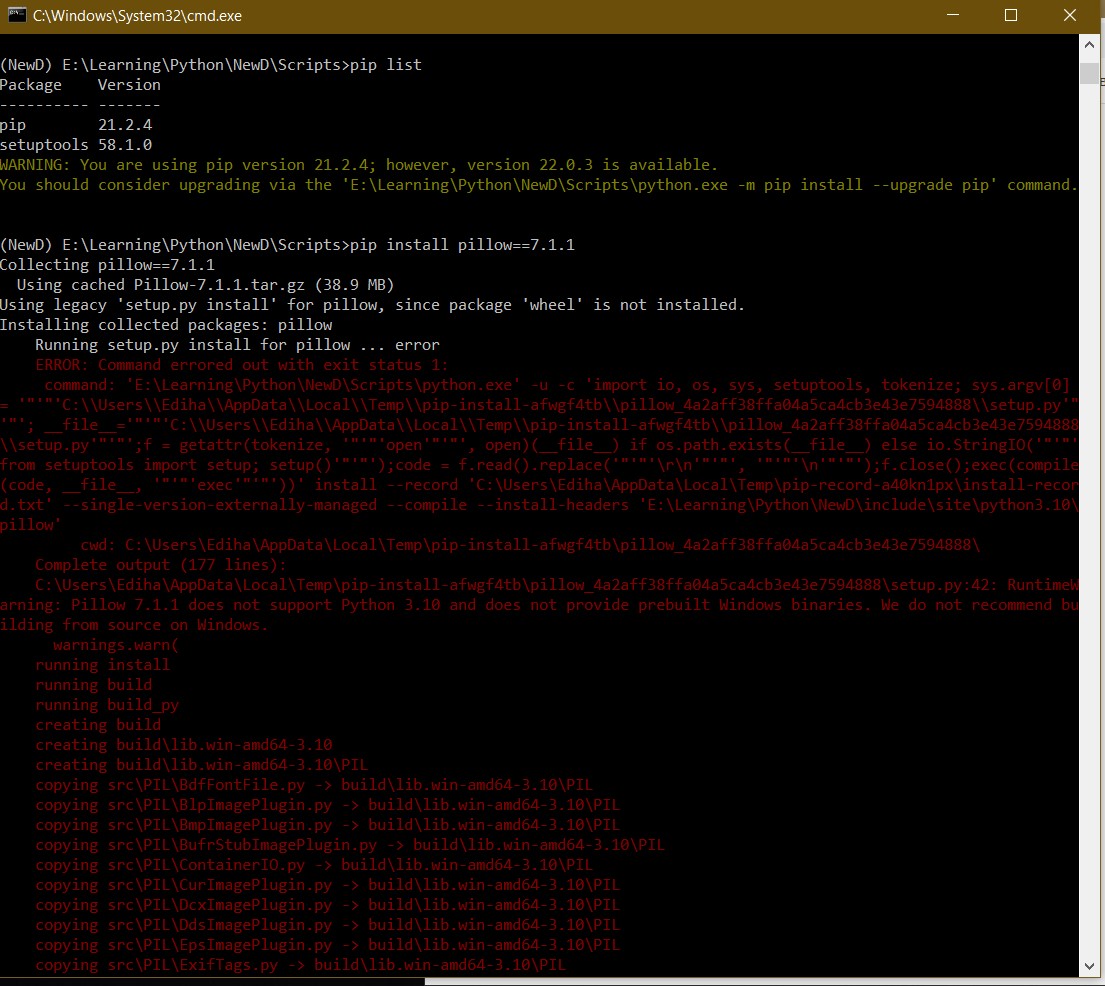 C:\Windows\System32\cmd.exe
(NewD) E:\Learning\Python\NewD\Scripts>pip list
Package    Version
---------- -------
pip        21.2.4
setuptools 58.1.0
WARNING: You are using pip version 21.2.4; however, version 22.0.3 is available.
You should consider upgrading via the 'E:\Learning\Python\NewD\Scripts\python.exe -m pip install --upgrade pip' command.
(NewD) E:\Learning\Python\NewD\Scripts>pip install pillow==7.1.1
Collecting pillow==7.1.1
  Using cached Pillow-7.1.1.tar.gz (38.9 MB)
Using legacy 'setup.py install' for pillow, since package 'wheel' is not installed.
Installing collected packages: pillow
    Running setup.py install for pillow ... error
    ERROR: Command errored out with exit status 1:
     command: 'E:\Learning\Python\NewD\Scripts\python.exe' -u -c 'import io, os, sys, setuptools, tokenize; sys.argv[0]
= '"'"'C:\\Users\\Ediha\\AppData\\Local\\Temp\\pip-install-afwgf4tb\\pillow_4a2aff38ffa04a5ca4cb3e43e7594888\\setup.py'"
'"'; __file__='"'"'C:\\Users\\Ediha\\AppData\\Local\\Temp\\pip-install-afwgf4tb\\pillow_4a2aff38ffa04a5ca4cb3e43e7594888
\\setup.py'"'"';f = getattr(tokenize, '"'"'open'"'"', open)(__file__) if os.path.exists(__file__) else io.StringIO('"'"'
from setuptools import setup; setup()'"'"');code = f.read().replace('"'"'\r\n'"'"', '"'"'\n'"'"');f.close();exec(compile
(code, __file__, '"'"'exec'"'"'))' install --record 'C:\Users\Ediha\AppData\Local\Temp\pip-record-a40kn1px\install-recor
d.txt' --single-version-externally-managed --compile --install-headers 'E:\Learning\Python\NewD\include\site\python3.10\
pillow'
         cwd: C:\Users\Ediha\AppData\Local\Temp\pip-install-afwgf4tb\pillow_4a2aff38ffa04a5ca4cb3e43e7594888\
    Complete output (177 lines):
    C:\Users\Ediha\AppData\Local\Temp\pip-install-afwgf4tb\pillow_4a2aff38ffa04a5ca4cb3e43e7594888\setup.py:42: RuntimeW
arning: Pillow 7.1.1 does not support Python 3.10 and does not provide prebuilt Windows binaries. We do not recommend bu
ilding from source on Windows.
      warnings.warn(
    running install
    running build
    running build_py
    creating build
    creating build\lib.win-amd64-3.10
    creating build\lib.win-amd64-3.10\PIL
    copying src\PIL\BdfFontFile.py -> build\lib.win-amd64-3.10\PIL
    copying src\PIL\BlpImagePlugin.py -> build\lib.win-amd64-3.10\PIL
    copying src\PIL\BmpImagePlugin.py -> build\lib.win-amd64-3.10\PIL
    copying src\PIL\BufrStubImagePlugin.py -> build\lib.win-amd64-3.10\PIL
    copying src\PIL\ContainerIO.py -> build\lib.win-amd64-3.10\PIL
    copying src\PIL\CurImagePlugin.py -> build\lib.win-amd64-3.10\PIL
    copying src\PIL\DcxImagePlugin.py -> build\lib.win-amd64-3.10\PIL
    copying src\PIL\DdsImagePlugin.py -> build\lib.win-amd64-3.10\PIL
    copying src\PIL\EpsImagePlugin.py -> build\lib.win-amd64-3.10\PIL
    copying src\PIL\ExifTags.py -> build\lib.win-amd64-3.10\PIL